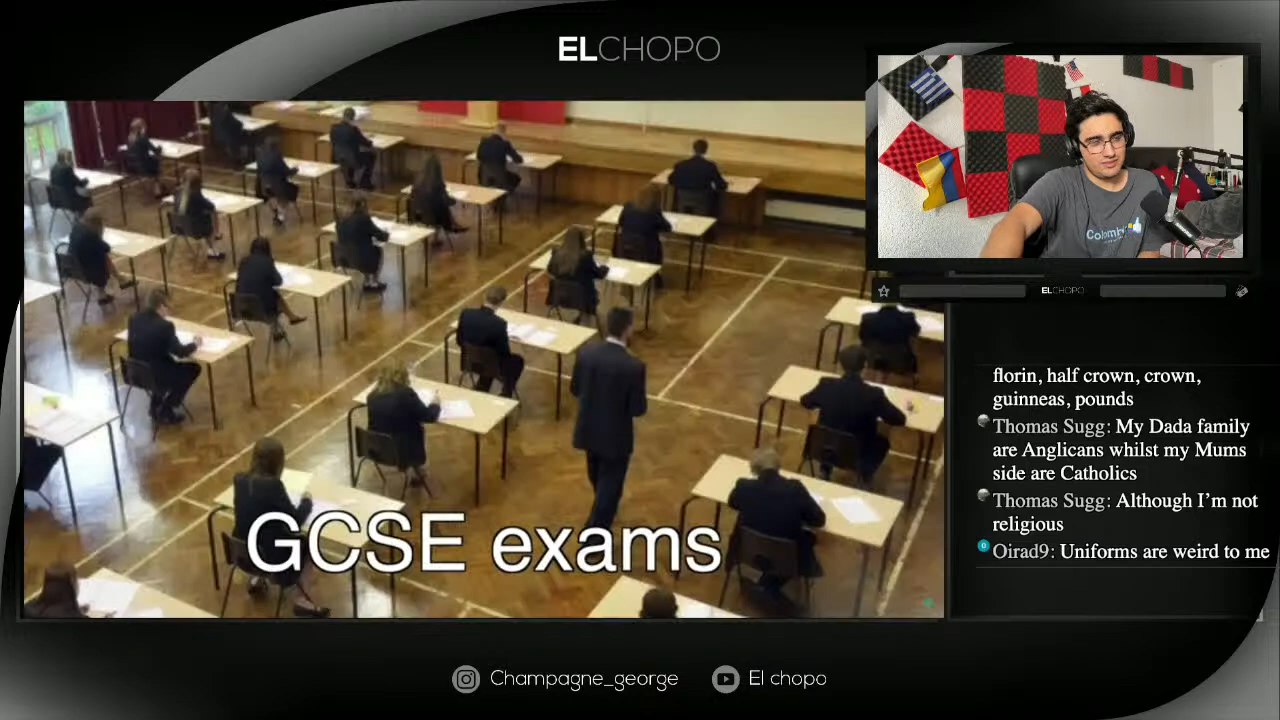 ELCHOPO
Colombia
ELCHOPO
florin, half crown, crown,
guinneas, pounds
Thomas Sugg: My Dada family
are Anglicans whilst my Mums
side are Catholics
Thomas Sugg: Although I'm not
religious
Oirad9: Uniforms are weird to me
GCSE exams
Champagne_george
El chopo